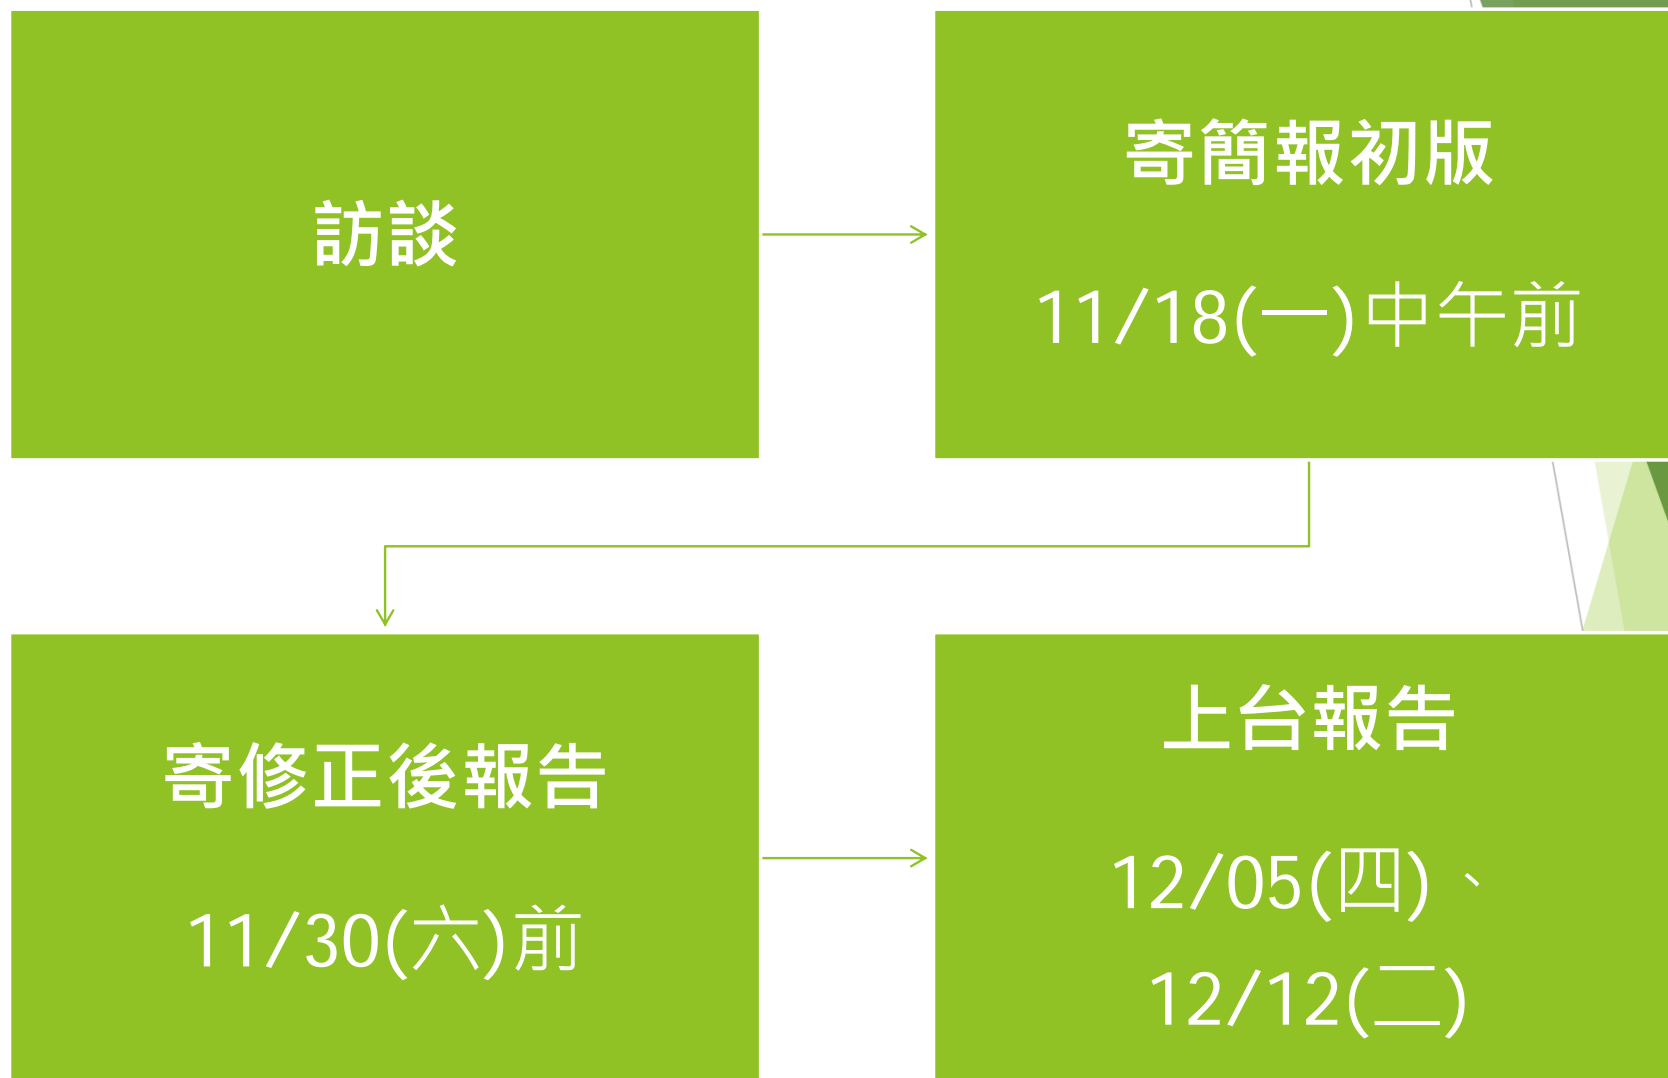 訪談
寄簡報初版
11/18(一)中午前
寄修正後報告
11/30(六)前
上台報告
12/05(四)、
12/12(二)